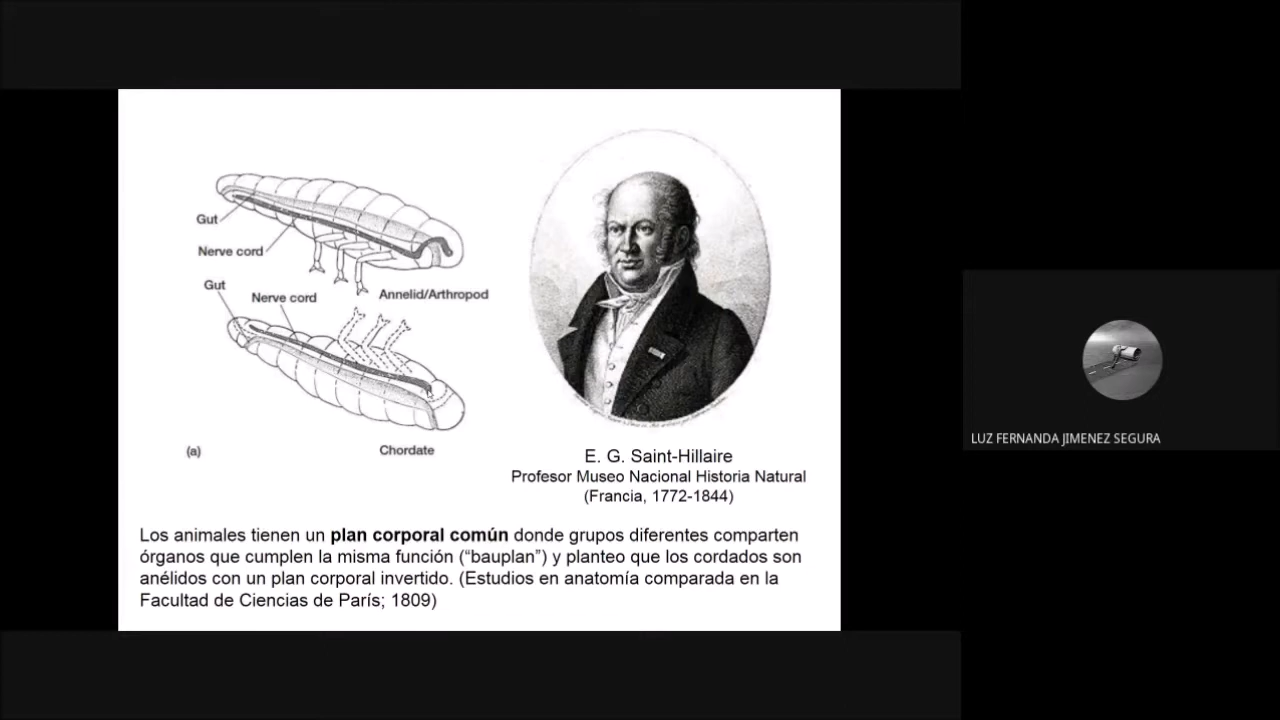 Gut
Nerve cord
Annelid/Arthropod
Gut
Nerve cord
(a)
Chordate
E. G. Saint-Hillaire
Profesor Museo Nacional Historia Natural
(Francia, 1772-1844)
Los animales tienen un plan corporal común donde grupos diferentes comparten
órganos que cumplen la misma función (“bauplan”) y planteo que los cordados son
anélidos con un plan corporal invertido. (Estudios en anatomía comparada en la
Facultad de Ciencias de París; 1809)
LUZ FERNANDA JIMENEZ SEGURA